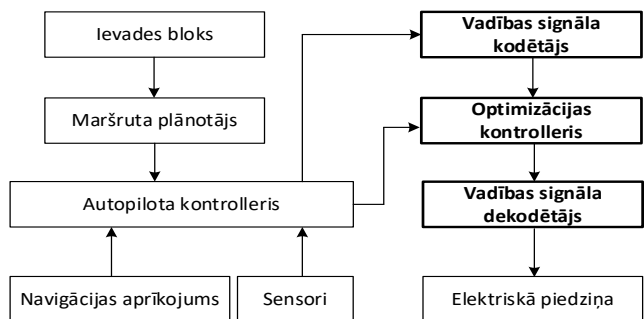 Ievades bloks
Maršruta plānotājs
Autopilota kontrolleris
Navigācijas aprīkojums
Sensori
Vadības signāla
kodētājs
Optimizācijas
kontrolleris
Vadības signāla
dekodētājs
Elektriskā piedziņa